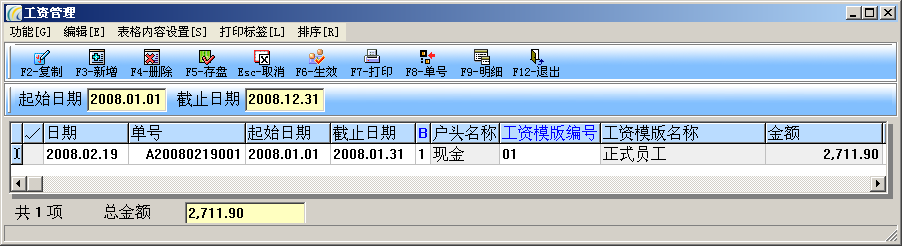 工资管理
功能[G] 编辑[E] 表格内容设置[S] 打印标签[L] 排序[R]
F2-复制 F3-新增 F4-删除 F5-存盘 Esc-取消 F6-生效 F7-打印 F8-单号 F9-明细 F12-退出
起始日期 2008.01.01 截止日期 2008.12.31
日期 单号 起始日期 截止日期 B 户头名称 工资模版编号 工资模版名称 金额
2008.02.19 A20080219001 2008.01.01 2008.01.31 1 现金 01 正式员工 2,711.90
共 1 项 总金额 2,711.90